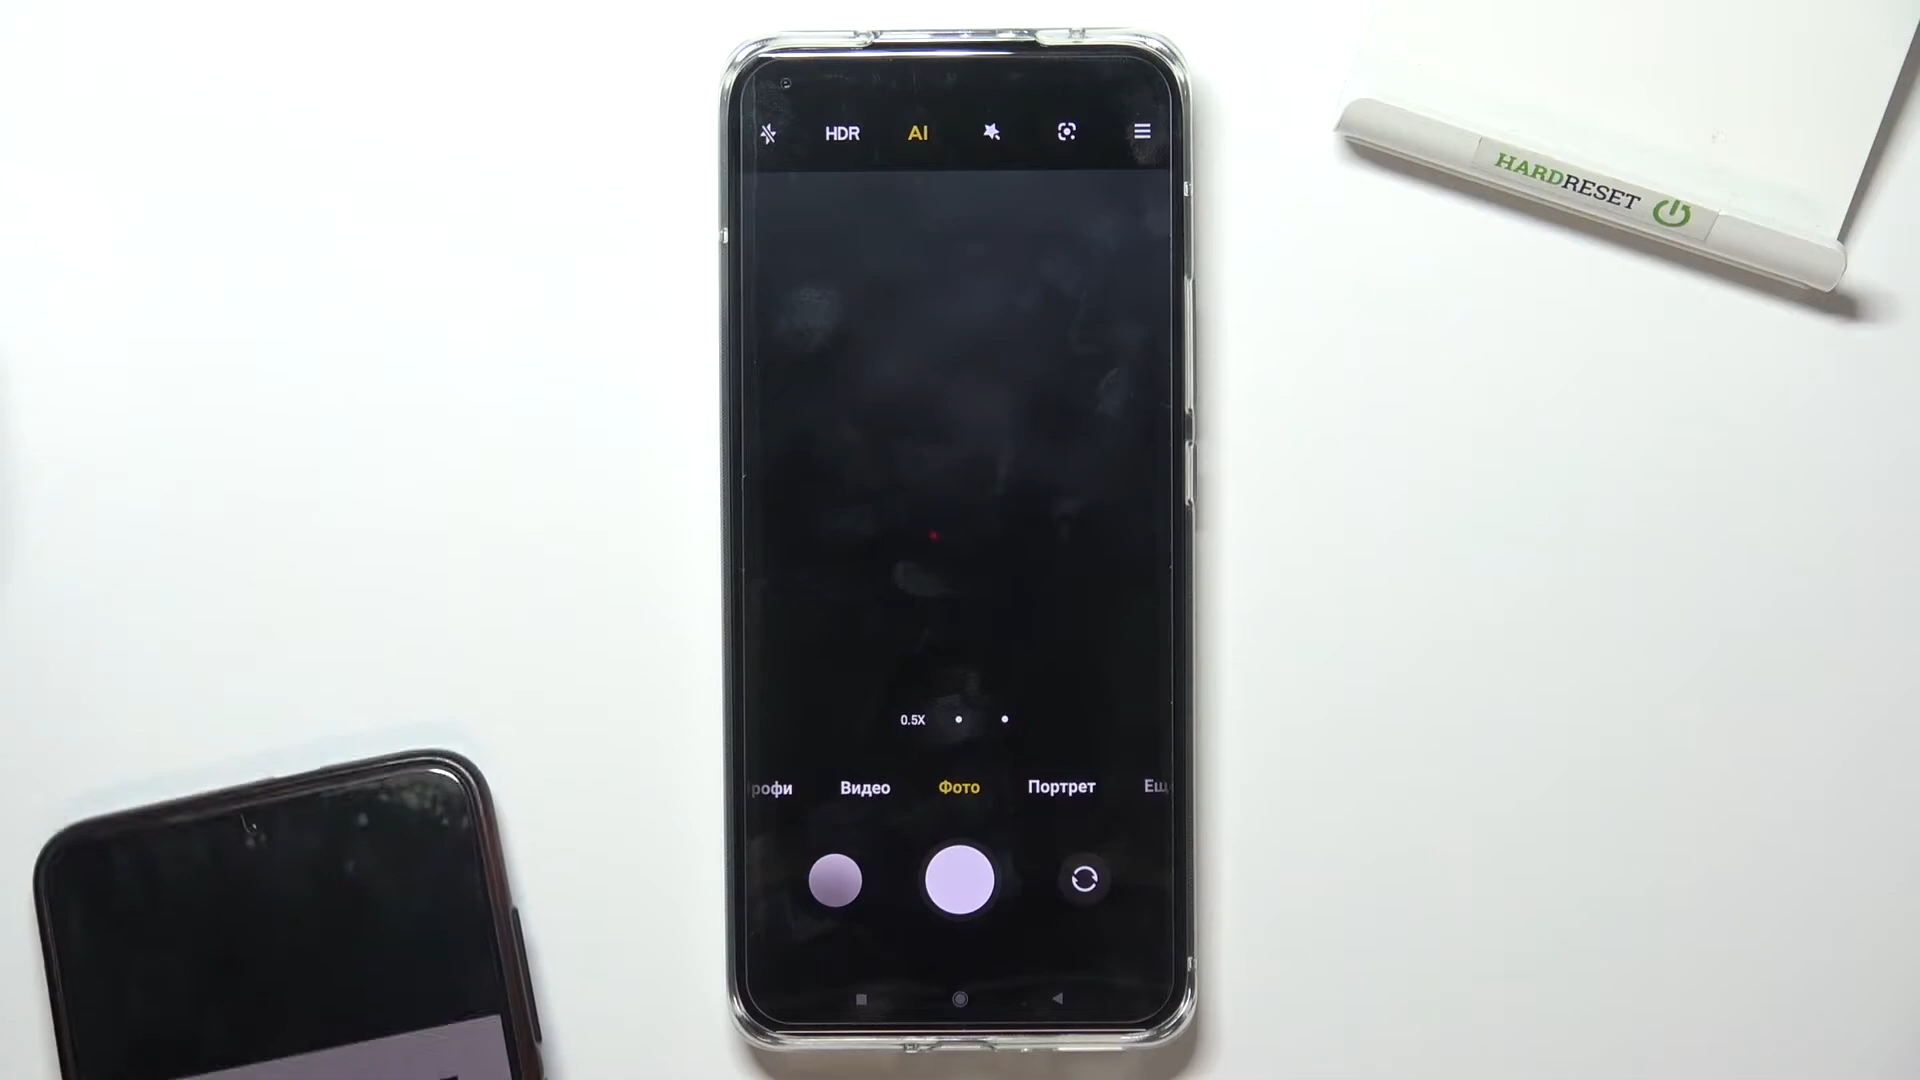 HDR AI
HARDRESET
0.5X
рофи Видео Фото Портрет Ещ